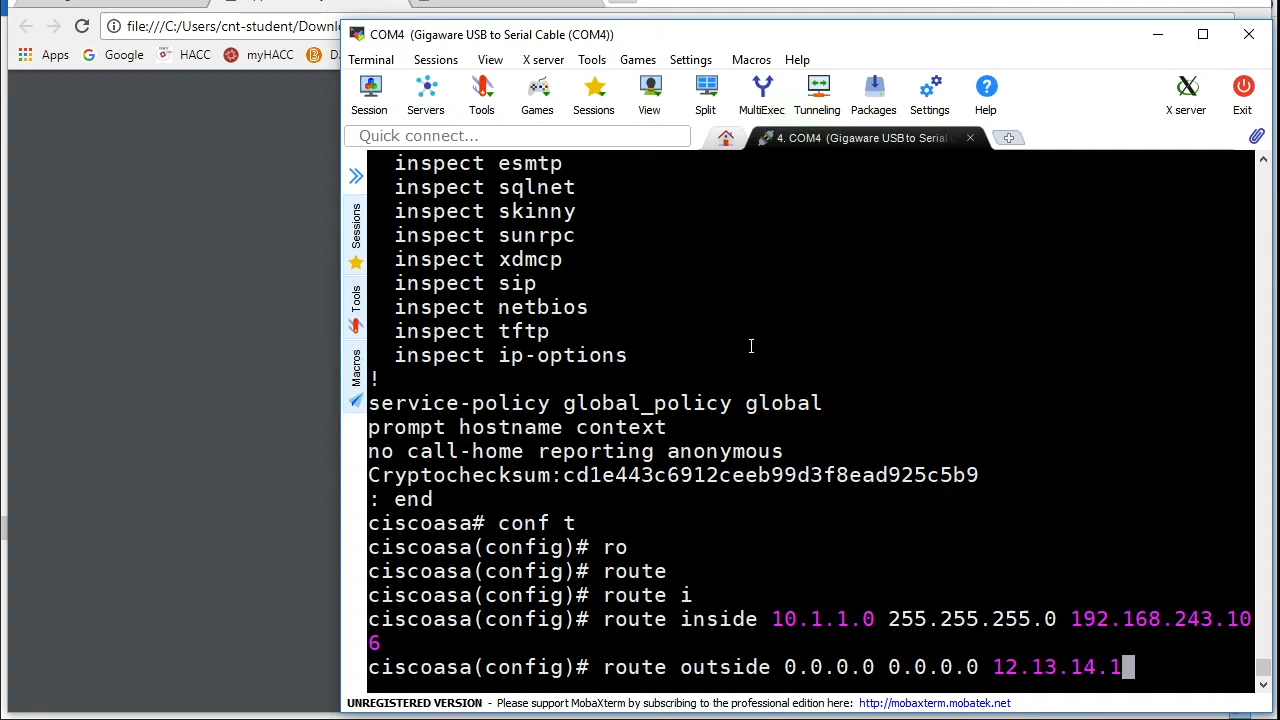 file:///C:/Users/cnt-student/Downl
Apps Google HACC myHACC
COM4 (Gigaware USB to Serial Cable (COM4))
Terminal Sessions View X server Tools Games Settings Macros Help
Session Servers Tools Games Sessions View Split MultiExec Tunneling Packages Settings Help X server Exit
Quick connect...
4. COM4 (Gigaware USB to Serial
Sessions
Tools
Macros
inspect esmtp
inspect sqlnet
inspect skinny
inspect sunrpc
inspect xdmcp
inspect sip
inspect netbios
inspect tftp
inspect ip-options
!
service-policy global_policy global
prompt hostname context
no call-home reporting anonymous
Cryptochecksum:cd1e443c6912ceeb99d3f8ead925c5b9
: end
ciscoasa# conf t
ciscoasa(config)# ro
ciscoasa(config)# route
ciscoasa(config)# route i
ciscoasa(config)# route inside 10.1.1.0 255.255.255.0 192.168.243.10
6
ciscoasa(config)# route outside 0.0.0.0 0.0.0.0 12.13.14.1
UNREGISTERED VERSION - Please support MobaXterm by subscribing to the professional edition here: http://mobaxterm.mobatek.net